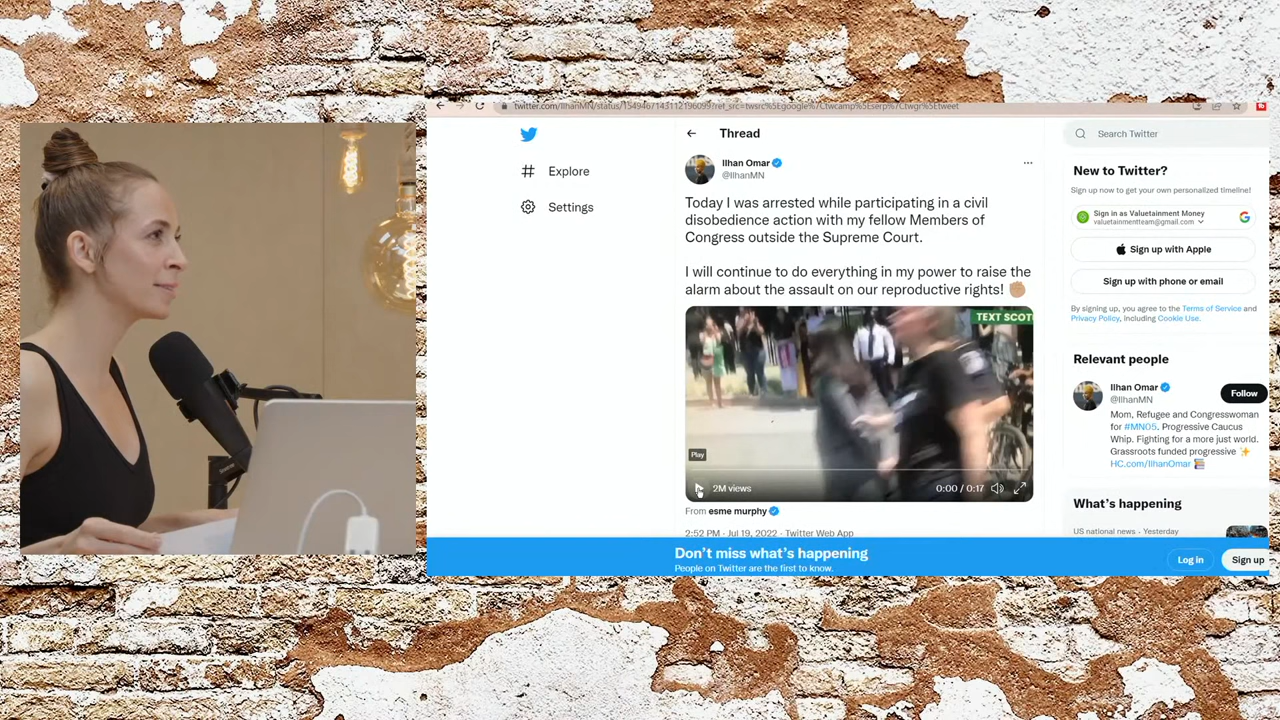 Thread
Search Twitter
Explore
Settings
Ilhan Omar
@IlhanMN
Today I was arrested while participating in a civil
disobedience action with my fellow Members of
Congress outside the Supreme Court.
I will continue to do everything in my power to raise the
alarm about the assault on our reproductive rights!
Play
2M views
0:00 / 0:17
From esme murphy
2:52 PM · Jul 19, 2022 · Twitter Web App
New to Twitter?
Sign up now to get your own personalized timeline!
Sign in as Valuetainment Money
valuetainmentteam@gmail.com
Sign up with Apple
Sign up with phone or email
By signing up, you agree to the Terms of Service and
Privacy Policy, including Cookie Use.
Relevant people
Ilhan Omar
@IlhanMN
Follow
Mom, Refugee and Congresswoman
for #MN05. Progressive Caucus
Whip. Fighting for a more just world.
Grassroots funded progressive
HC.com/IlhanOmar
What's happening
US national news · Yesterday
Don't miss what's happening
People on Twitter are the first to know.
Log in
Sign up